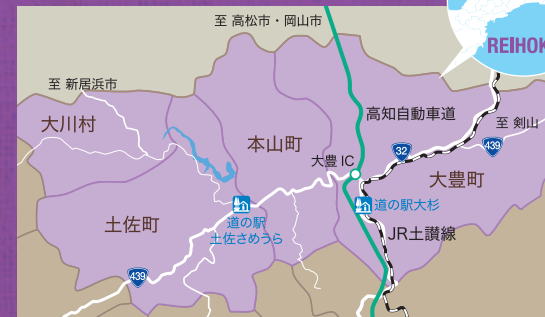 至 高松市・岡山市
REIHOK
至 新居浜市
大川村
高知自動車道
至 剣山
32
439
本山町
大豊 IC
大豊町
道の駅大杉
土佐町
道の駅
土佐さめうら
JR土讃線
439